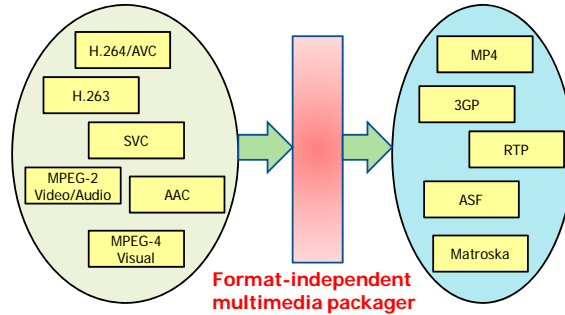 H.264/AVC
H.263
SVC
MPEG-2
Video/Audio
AAC
MPEG-4
Visual
Format-independent
multimedia packager
MP4
3GP
RTP
ASF
Matroska